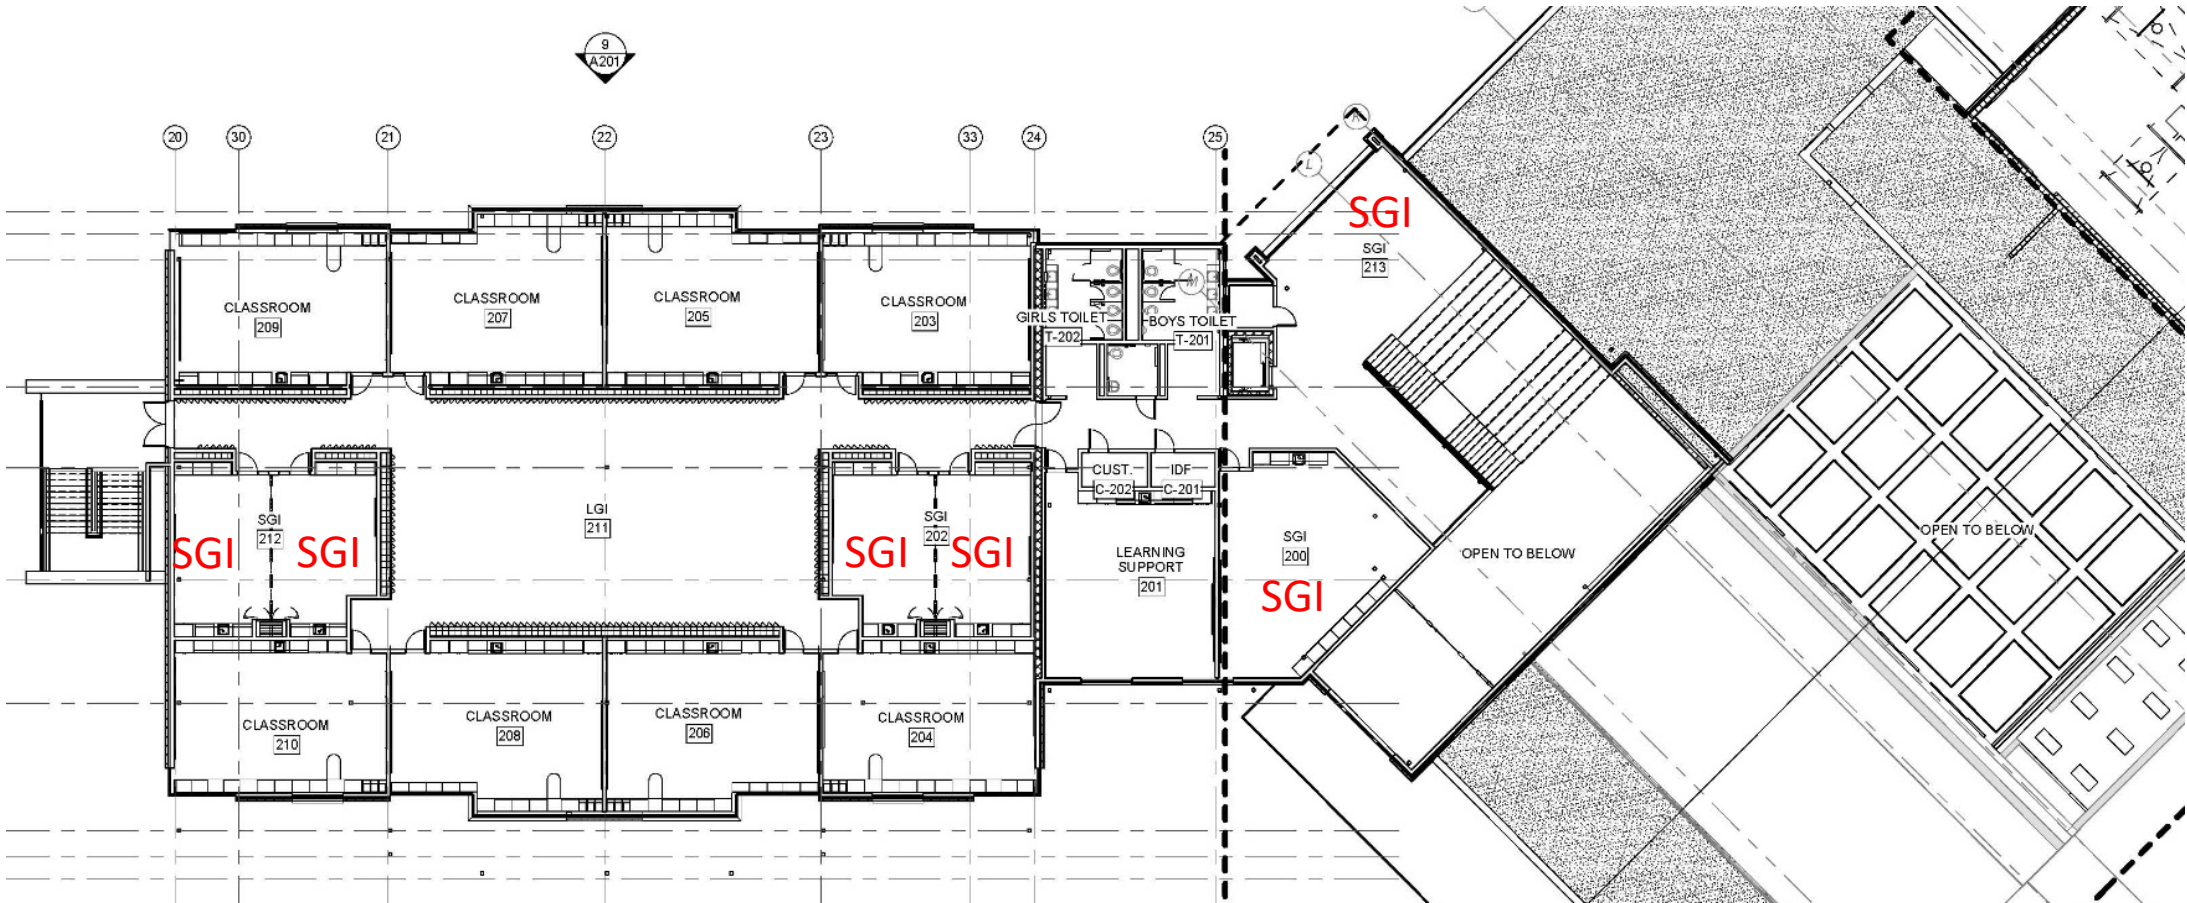 9
A201
20
30
21
22
23
33
24
25
K
L
M
SGI
SGI
213
CLASSROOM
209
CLASSROOM
207
CLASSROOM
205
CLASSROOM
203
GIRLS TOILET
T-202
BOYS TOILET
T-201
CUST.
C-202
IDF
C-201
SGI
212
SGI
SGI
LGI
211
SGI
202
SGI
SGI
LEARNING
SUPPORT
201
SGI
200
SGI
OPEN TO BELOW
OPEN TO BELOW
CLASSROOM
210
CLASSROOM
208
CLASSROOM
206
CLASSROOM
204